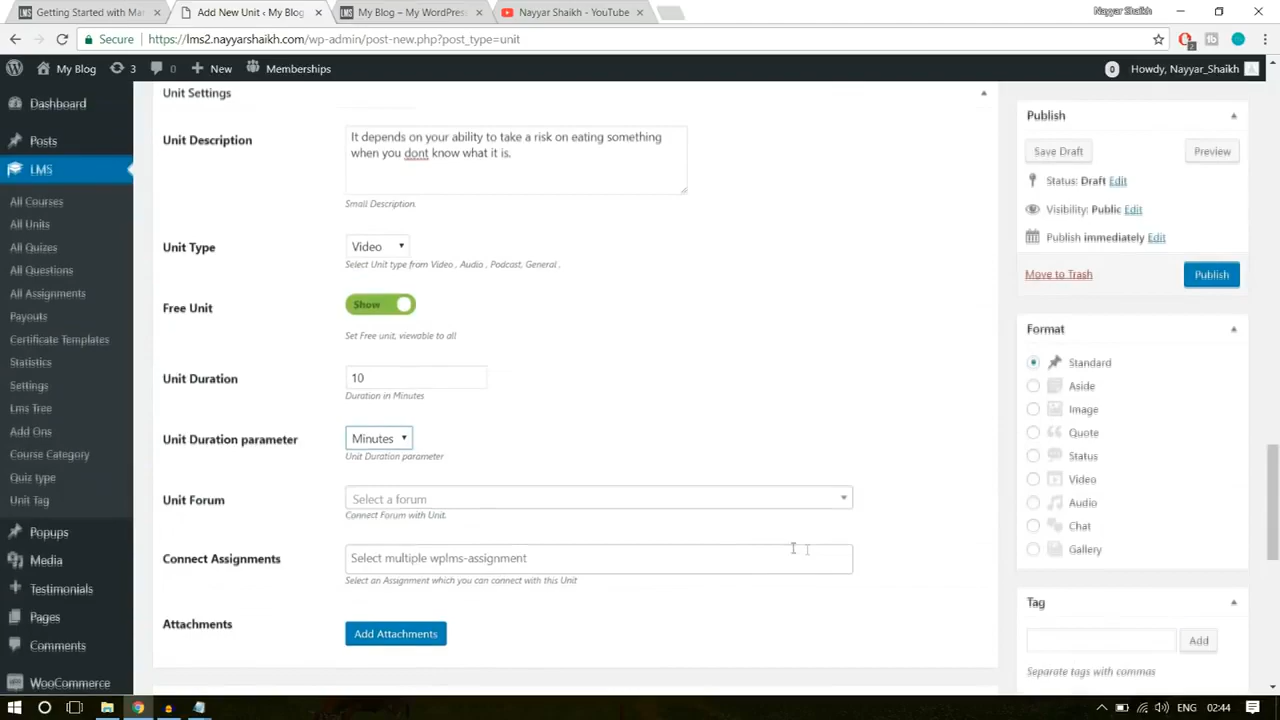 Getting Started with Mar
Add New Unit ‹ My Blog
My Blog – My WordPress
Nayyar Shaikh - YouTube
Nayyar Shaikh
Secure
https://lms2.nayyarshaikh.com/wp-admin/post-new.php?post_type=unit
2
My Blog
3
0
New
Memberships
0
Howdy, Nayyar_Shaikh
Dashboard
Posts
LMS
All Courses
All Units
All Quizes
All Questions
All Assignments
Payouts
Certificate Templates
Statistics
Settings
Lms Tree
Add Ons
Course Category
Quiz type
Unit Tag
Popups
Media
Testimonials
Pages
Comments
WooCommerce
Unit Settings
Unit Description
It depends on your ability to take a risk on eating something
when you dont know what it is.
Small Description.
Unit Type
Video
Select Unit type from Video , Audio , Podcast, General .
Free Unit
Show
Set Free unit, viewable to all
Unit Duration
10
Duration in Minutes
Unit Duration parameter
Minutes
Unit Duration parameter
Unit Forum
Select a forum
Connect Forum with Unit.
Connect Assignments
Select multiple wplms-assignment
Select an Assignment which you can connect with this Unit
Attachments
Add Attachments
Publish
Save Draft
Preview
Status: Draft Edit
Visibility: Public Edit
Publish immediately Edit
Move to Trash
Publish
Format
Standard
Aside
Image
Quote
Status
Video
Audio
Chat
Gallery
Tag
Add
Separate tags with commas
ENG
02:44